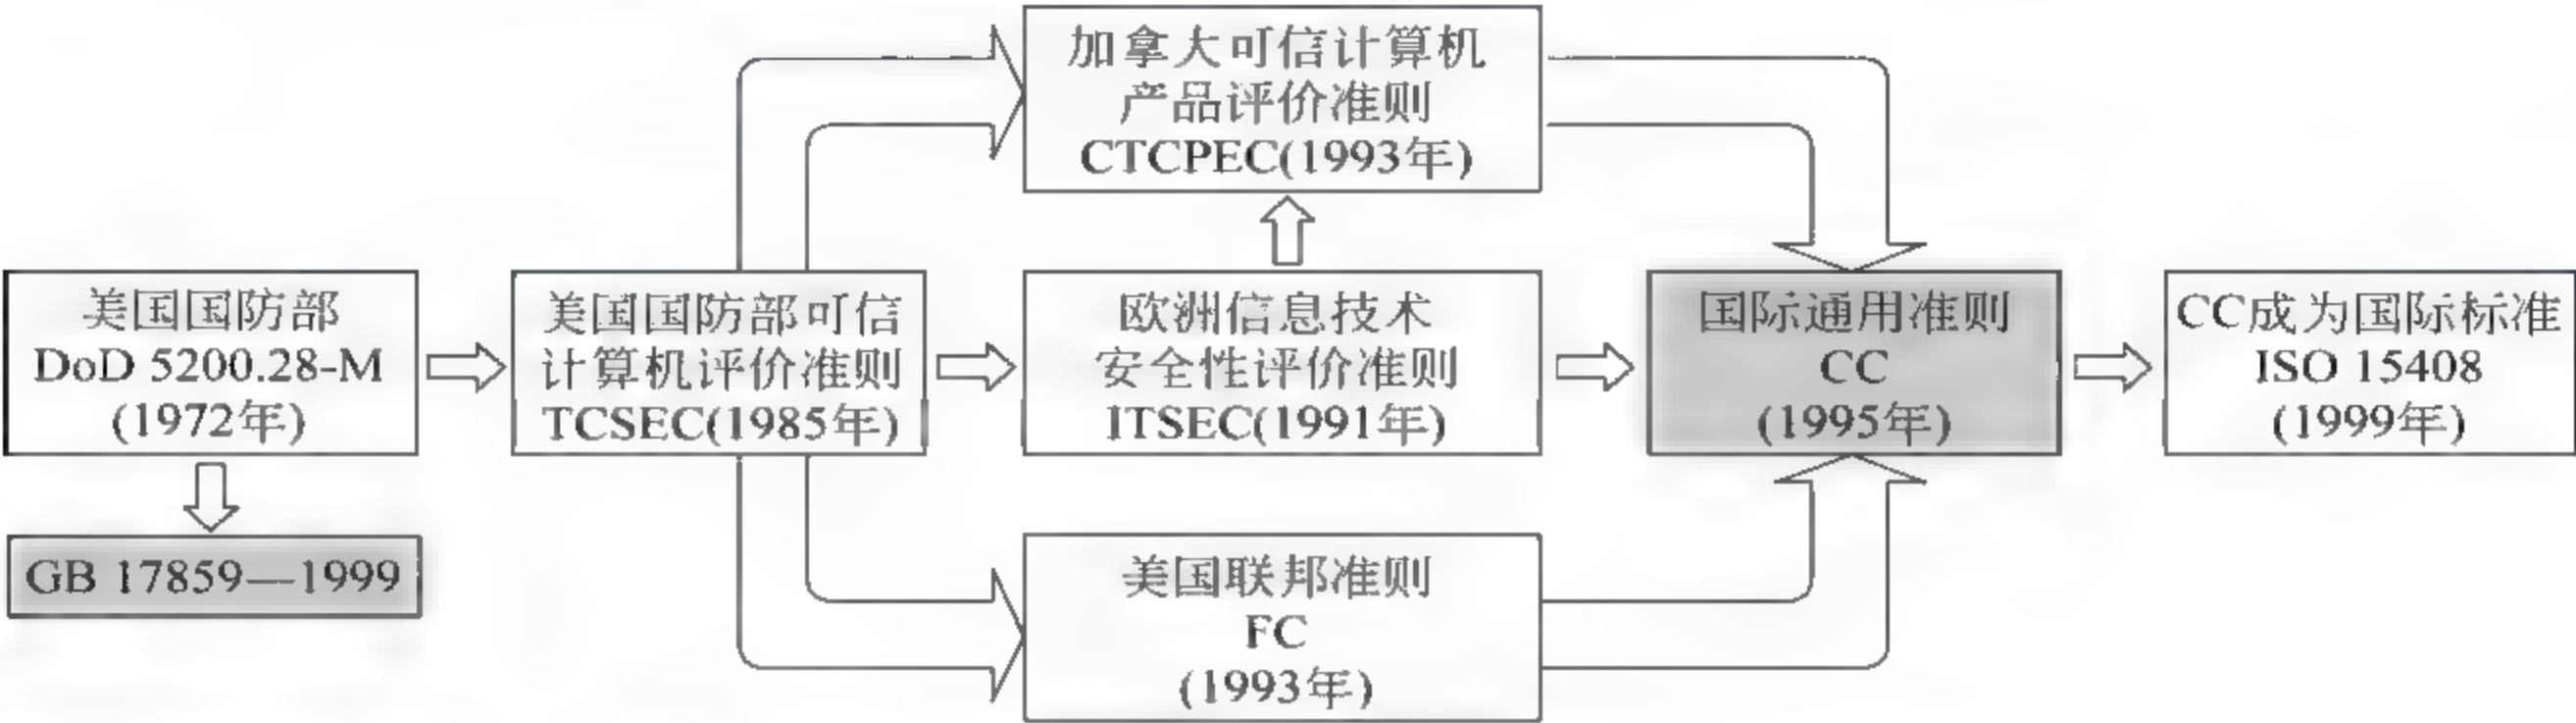 美国国防部
DoD 5200.28-M
(1972年)
GB 17859—1999
美国国防部可信
计算机评价准则
TCSEC(1985年)
加拿大可信计算机
产品评价准则
CTCPEC(1993年)
欧洲信息技术
安全性评价准则
ITSEC(1991年)
美国联邦准则
FC
(1993年)
国际通用准则
CC
(1995年)
CC成为国际标准
ISO 15408
(1999年)